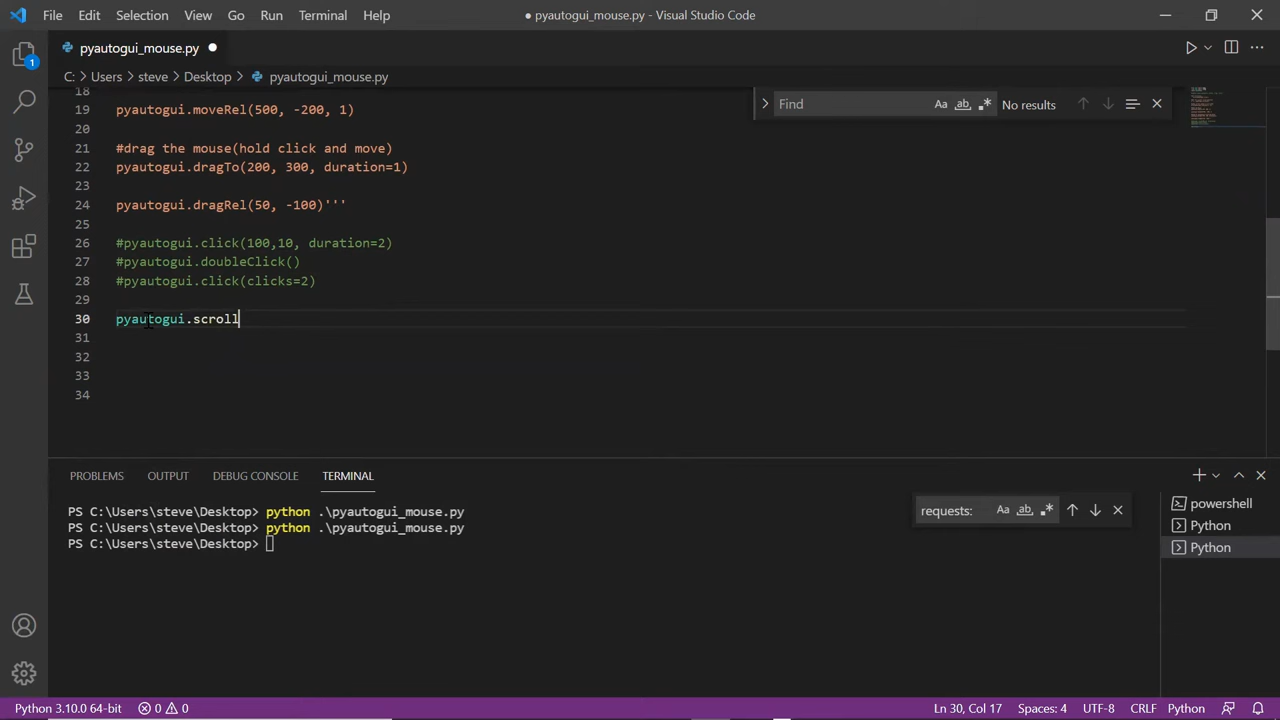 File Edit Selection View Go Run Terminal Help
● pyautogui_mouse.py - Visual Studio Code
pyautogui_mouse.py
C: > Users > steve > Desktop > pyautogui_mouse.py
Find
Aa ab No results
1
18
19 pyautogui.moveRel(500, -200, 1)
20
21 #drag the mouse(hold click and move)
22 pyautogui.dragTo(200, 300, duration=1)
23
24 pyautogui.dragRel(50, -100)'''
25
26 #pyautogui.click(100,10, duration=2)
27 #pyautogui.doubleClick()
28 #pyautogui.click(clicks=2)
29
30 pyautogui.scroll
31
32
33
34
PROBLEMS OUTPUT DEBUG CONSOLE TERMINAL
PS C:\Users\steve\Desktop> python .\pyautogui_mouse.py
PS C:\Users\steve\Desktop> python .\pyautogui_mouse.py
PS C:\Users\steve\Desktop>
requests: Aa ab
powershell
Python
Python
Python 3.10.0 64-bit 0 0 Ln 30, Col 17 Spaces: 4 UTF-8 CRLF Python